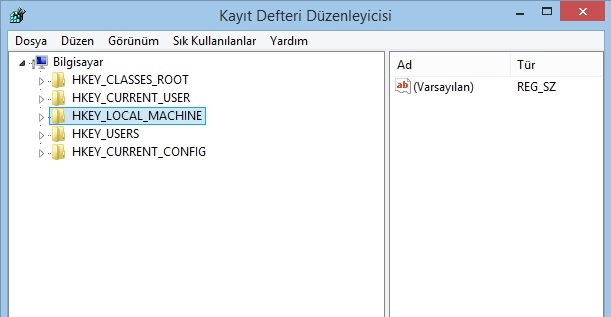 Kayıt Defteri Düzenleyicisi
Dosya Düzen Görünüm Sık Kullanılanlar Yardım
Bilgisayar
HKEY_CLASSES_ROOT
HKEY_CURRENT_USER
HKEY_LOCAL_MACHINE
HKEY_USERS
HKEY_CURRENT_CONFIG
Ad Tür
ab (Varsayılan) REG_SZ